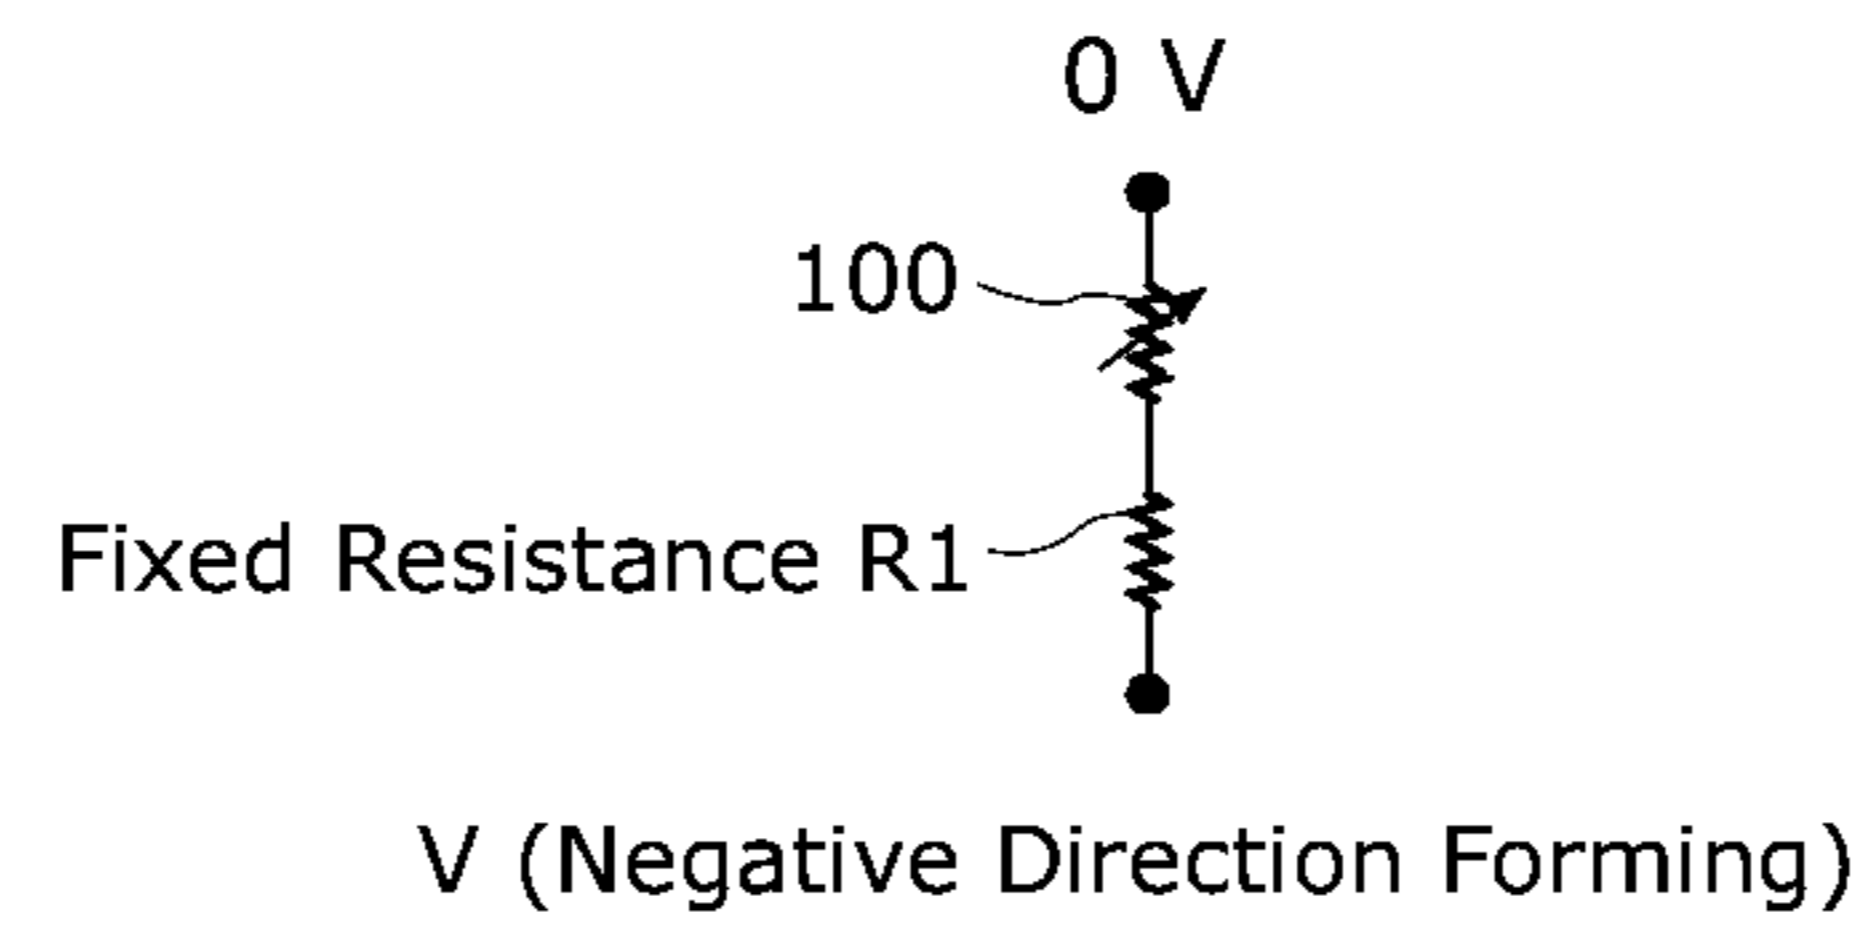 0 V
100
Fixed Resistance R1
V (Negative Direction Forming)